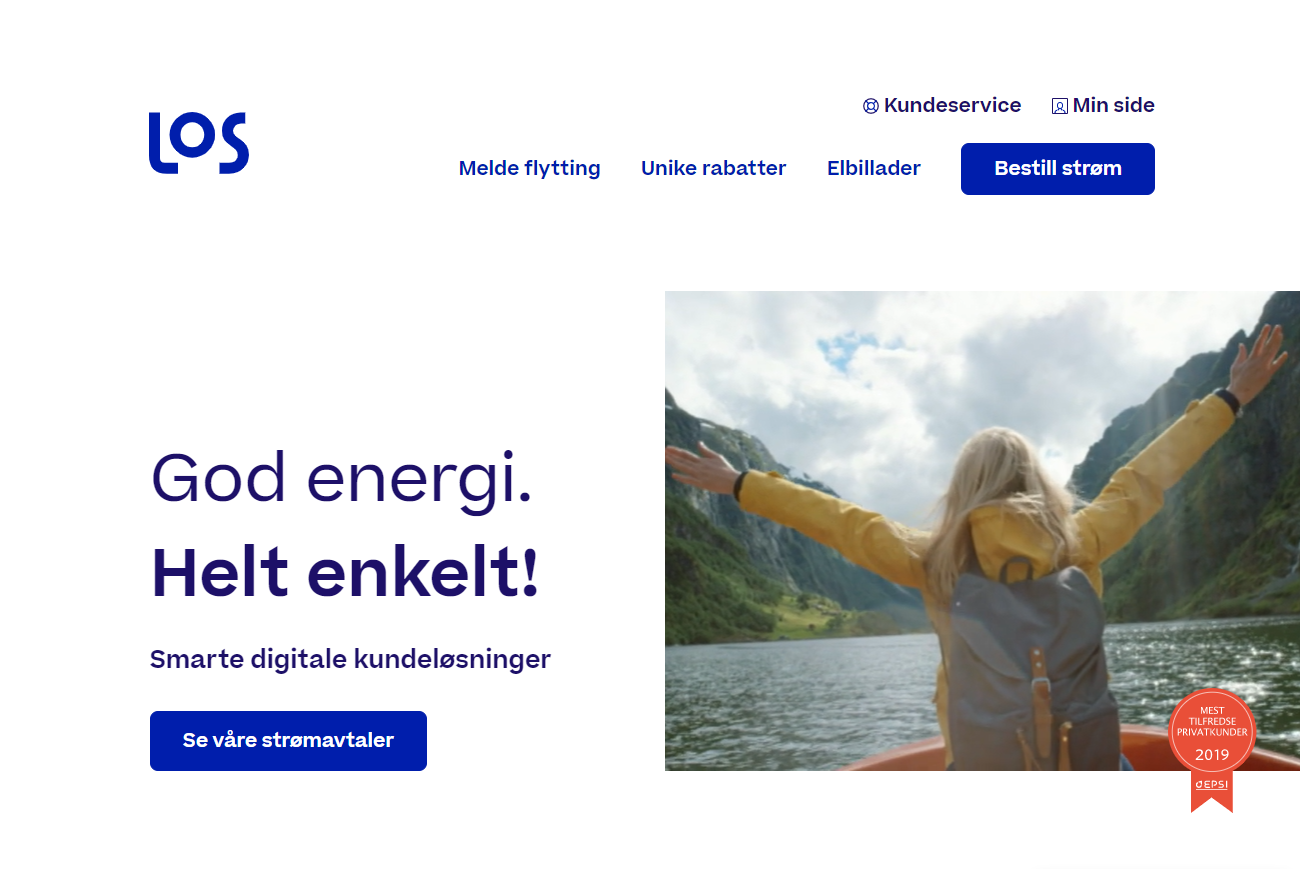 LOS
Kundeservice
Min side
Melde flytting
Unike rabatter
Elbillader
Bestill strøm
God energi.
Helt enkelt!
Smarte digitale kundeløsninger
Se våre strømavtaler
MEST
TILFREDSE
PRIVATKUNDER
2019
EPSI